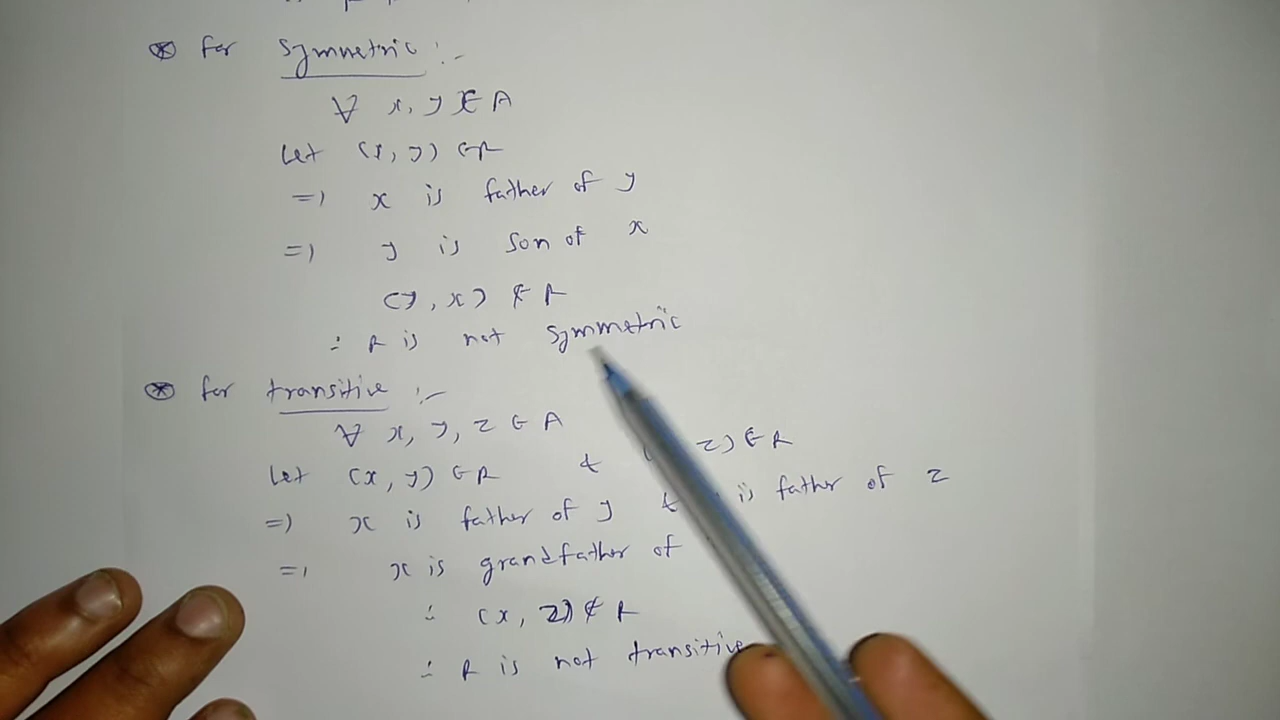 ⊛ for symmetric :-
∀ x, y ∈ A
Let (x, y) ∈ R
=) x is father of y
=) y is son of x
(y, x) ∉ R
∴ R is not symmetric
⊛ for transitive :-
∀ x, y, z ∈ A
Let (x, y) ∈ R & ( z) ∈ R
=) x is father of y & is father of z
=) x is grandfather of
∴ (x, z) ∉ R
∴ R is not transitive